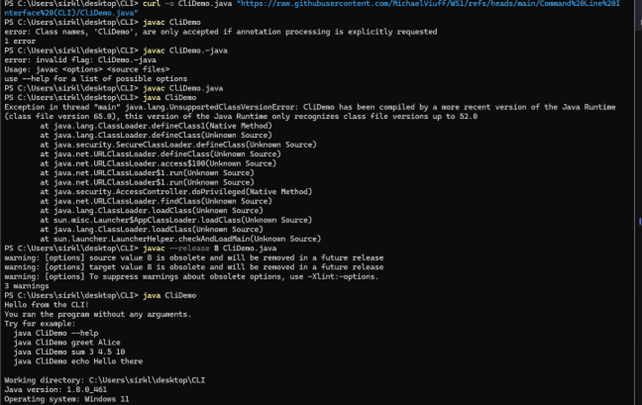 PS C:\Users\sirkl\desktop\CLI> curl -o CliDemo.java "https://raw.githubusercontent.com/MichaelViuff/WS1/refs/heads/main/Command%20Line%20I
nterface%20(CLI)/CliDemo.java"
PS C:\Users\sirkl\desktop\CLI> javac CliDemo
error: Class names, 'CliDemo', are only accepted if annotation processing is explicitly requested
1 error
PS C:\Users\sirkl\desktop\CLI> javac CliDemo.-java
error: invalid flag: CliDemo.-java
Usage: javac <options> <source files>
use --help for a list of possible options
PS C:\Users\sirkl\desktop\CLI> javac CliDemo.java
PS C:\Users\sirkl\desktop\CLI> java CliDemo
Exception in thread "main" java.lang.UnsupportedClassVersionError: CliDemo has been compiled by a more recent version of the Java Runtime
(class file version 65.0), this version of the Java Runtime only recognizes class file versions up to 52.0
at java.lang.ClassLoader.defineClass1(Native Method)
at java.lang.ClassLoader.defineClass(Unknown Source)
at java.security.SecureClassLoader.defineClass(Unknown Source)
at java.net.URLClassLoader.defineClass(Unknown Source)
at java.net.URLClassLoader.access$100(Unknown Source)
at java.net.URLClassLoader$1.run(Unknown Source)
at java.net.URLClassLoader$1.run(Unknown Source)
at java.security.AccessController.doPrivileged(Native Method)
at java.net.URLClassLoader.findClass(Unknown Source)
at java.lang.ClassLoader.loadClass(Unknown Source)
at sun.misc.Launcher$AppClassLoader.loadClass(Unknown Source)
at java.lang.ClassLoader.loadClass(Unknown Source)
at sun.launcher.LauncherHelper.checkAndLoadMain(Unknown Source)
PS C:\Users\sirkl\desktop\CLI> javac --release 8 CliDemo.java
warning: [options] source value 8 is obsolete and will be removed in a future release
warning: [options] target value 8 is obsolete and will be removed in a future release
warning: [options] To suppress warnings about obsolete options, use -Xlint:-options.
3 warnings
PS C:\Users\sirkl\desktop\CLI> java CliDemo
Hello from the CLI!
You ran the program without any arguments.
Try for example:
java CliDemo --help
java CliDemo greet Alice
java CliDemo sum 3 4.5 10
java CliDemo echo Hello there
Working directory: C:\Users\sirkl\desktop\CLI
Java version: 1.8.0_461
Operating system: Windows 11